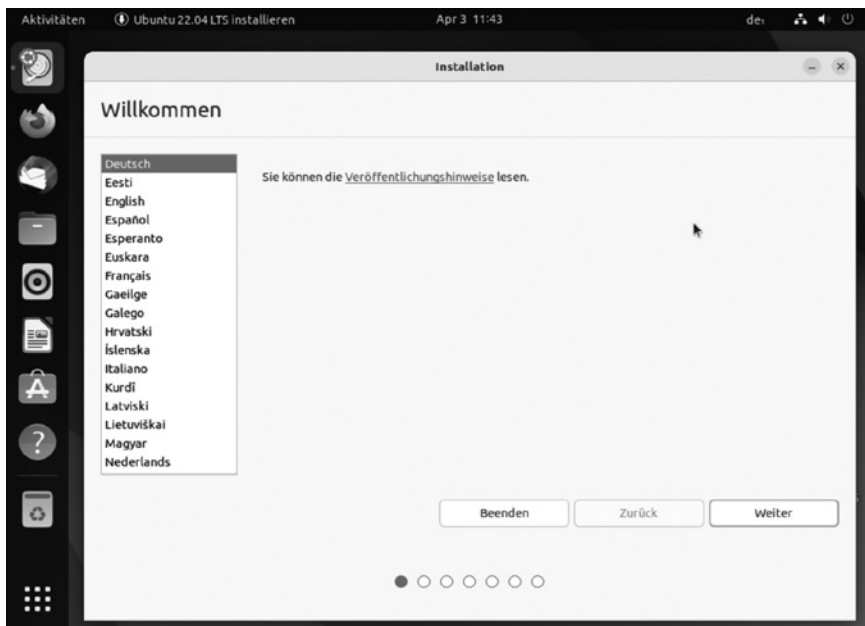 Aktivitäten Ubuntu 22.04 LTS installieren Apr 3 11:43
Installation
Willkommen
Deutsch
Sie können die Veröffentlichungshinweise lesen.
Eesti
English
Español
Esperanto
Euskara
Français
Gaeilge
Galego
Hrvatski
Íslenska
Italiano
Kurdî
Latviski
Lietuviškai
Magyar
Nederlands
Beenden Zurück Weiter